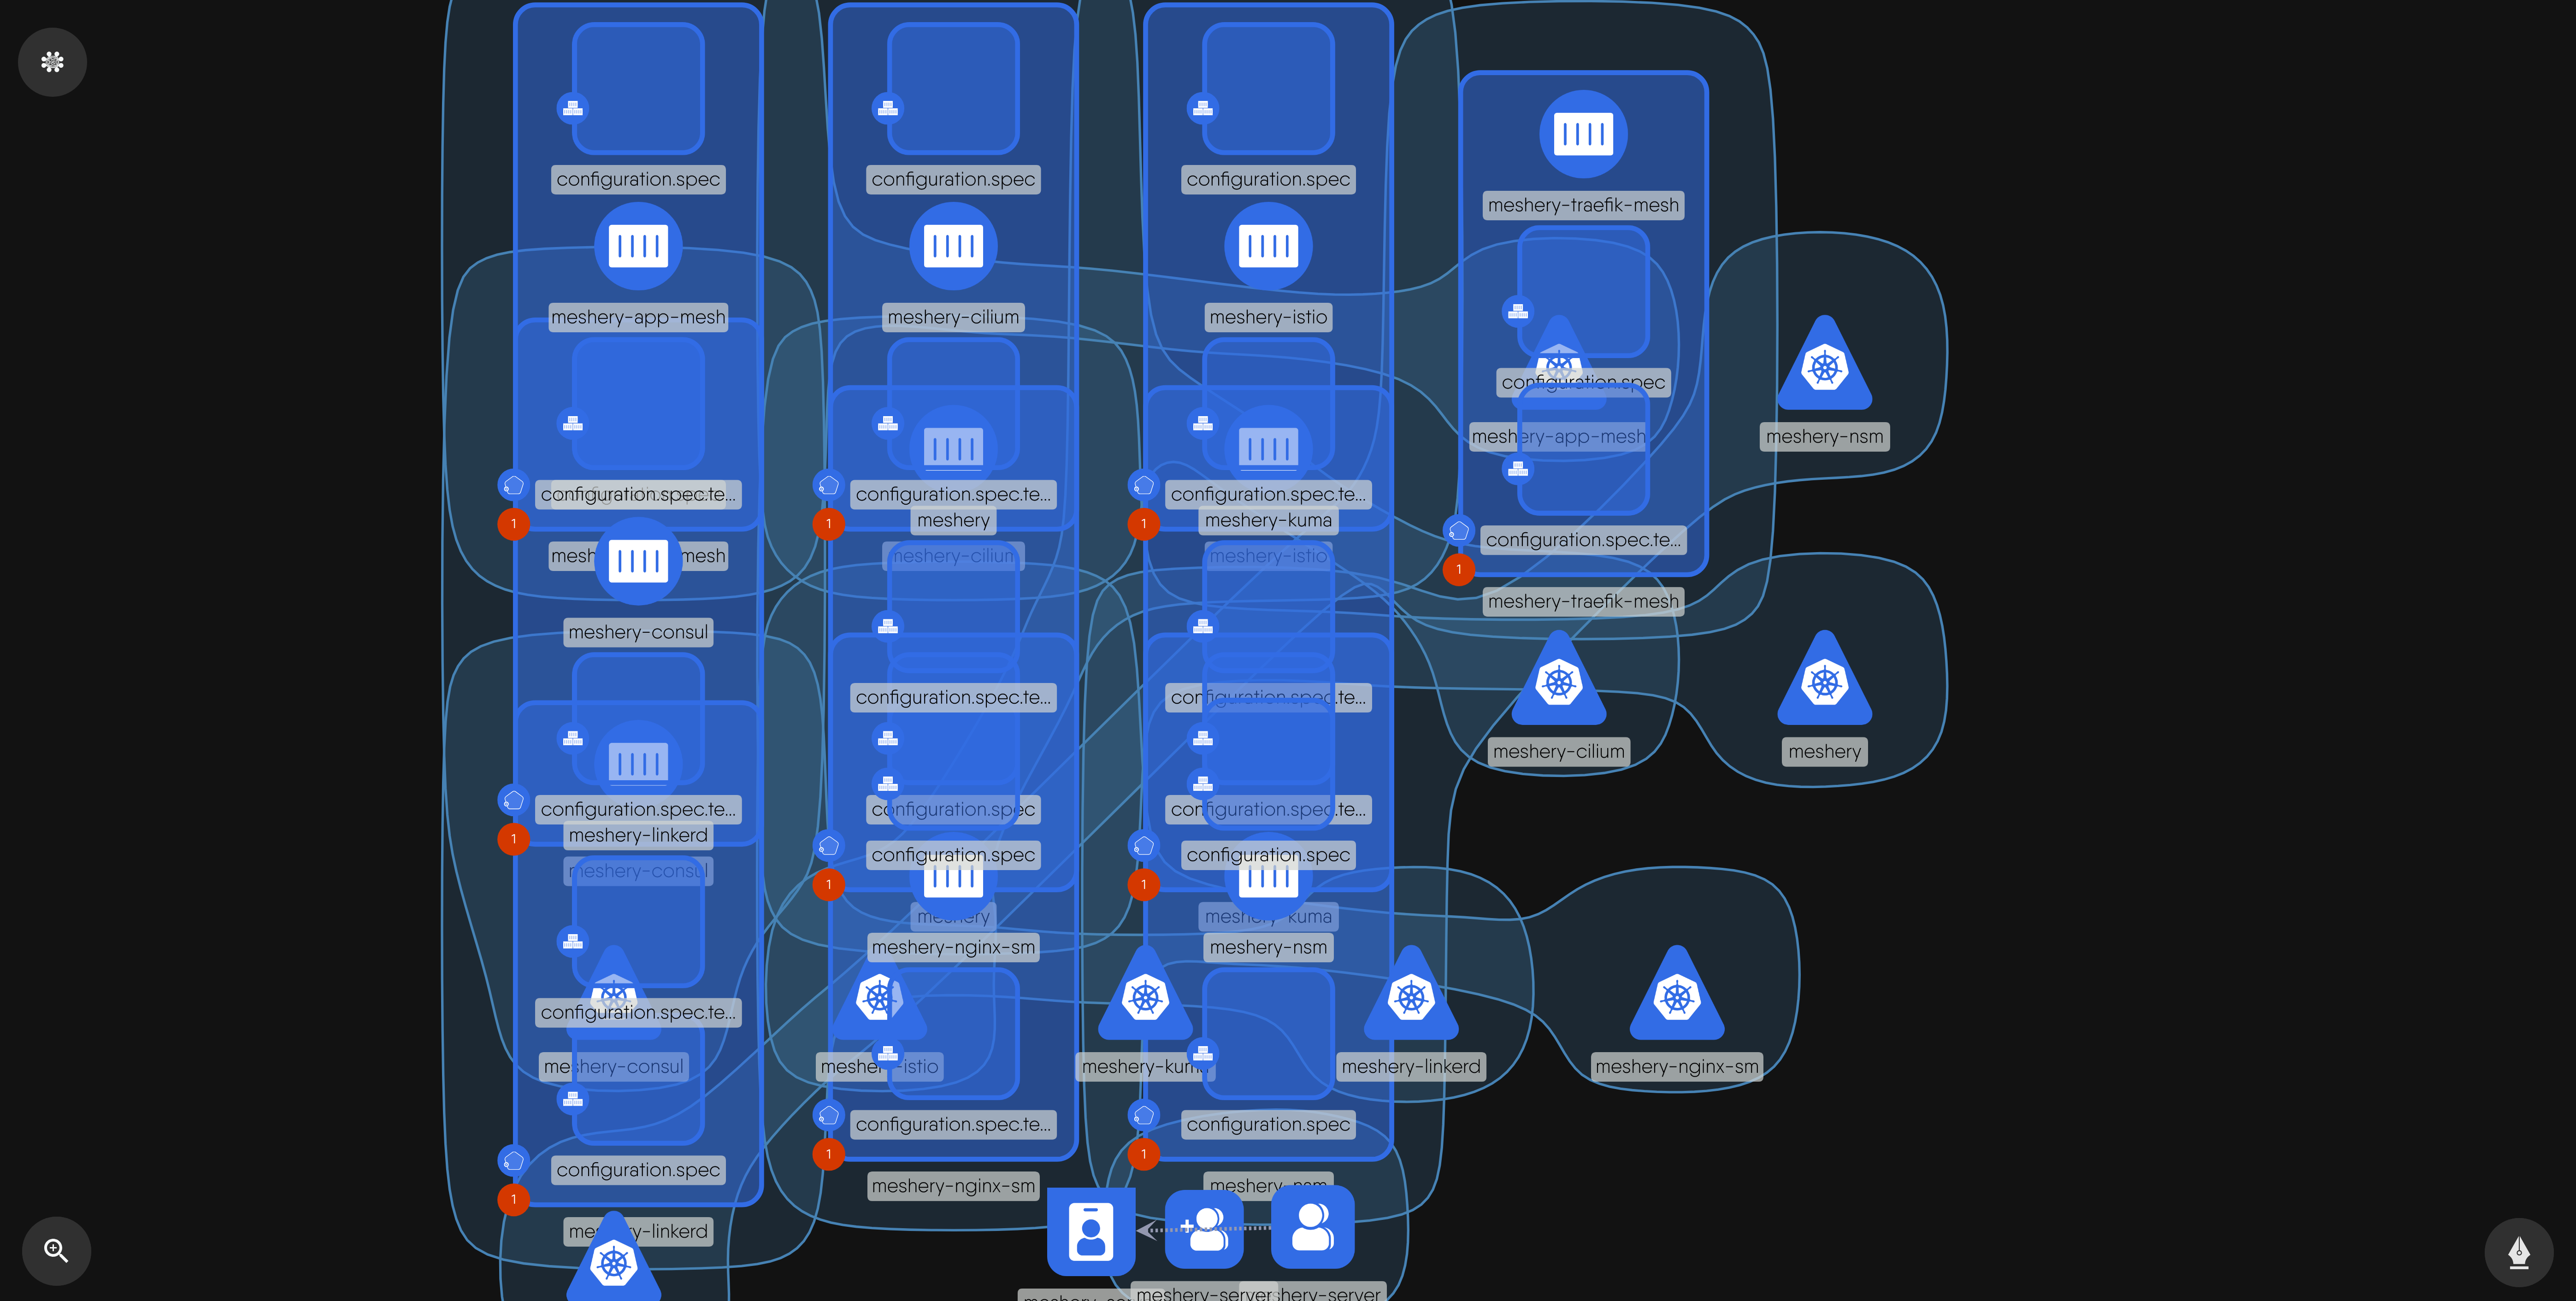 configuration.spec
configuration.spec
configuration.spec
meshery-traefik-mesh
meshery-app-mesh
meshery-cilium
meshery-istio
configuration.spec
meshery-app-mesh
meshery-nsm
configuration.spec.te...
configuration.spec.te...
configuration.spec.te...
1
1
1
meshery
meshery-kuma
configuration.spec.te...
mesh mesh
meshery-cilium
meshery-istio
1
meshery-traefik-mesh
meshery-consul
configuration.spec.te...
configuration.spec.te...
meshery-cilium
meshery
configuration.spec.te...
configuration.spec
configuration.spec.te...
1
meshery-linkerd
configuration.spec
configuration.spec
meshery-consul
1
1
meshery
meshery-kuma
meshery-nginx-sm
meshery-nsm
configuration.spec.te...
meshery-consul
meshery-istio
meshery-kuma
meshery-linkerd
meshery-nginx-sm
configuration.spec.te...
configuration.spec
1
1
configuration.spec
meshery-nginx-sm
meshery-nsm
1
meshery-linkerd
meshery-server
meshery-server